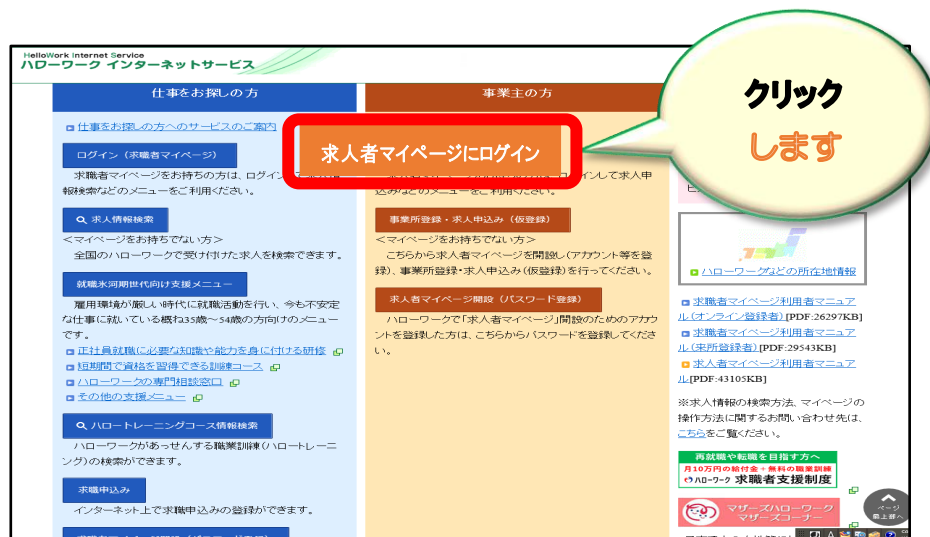 HelloWork Internet Service
ハローワーク インターネットサービス
仕事をお探しの方
事業主の方
クリック
します
仕事をお探しの方へのサービスのご案内
求人者マイページにログイン
ログイン（求職者マイページ）
求職者マイページをお持ちの方は、ログイン
報検索などのメニューをご利用ください。
インして求人申
込みなどのメニューをご利用ください。
求人情報検索
＜マイページをお持ちでない方＞
全国のハローワークで受け付けた求人を検索できます。
事業所登録・求人申込み（仮登録）
＜マイページをお持ちでない方＞
こちらから求人者マイページを開設し（アカウント等を登
録）、事業所登録・求人申込み（仮登録）を行ってください。
就職氷河期世代向け支援メニュー
雇用環境が厳しい時代に就職活動を行い、今も不安定
な仕事に就いている概ね35歳～54歳の方向けのメニュー
です。
正社員就職に必要な知識や能力を身に付ける研修
短期間で資格を習得できる訓練コース
ハローワークの専門相談窓口
その他の支援メニュー
求人者マイページ開設（パスワード登録）
ハローワークで「求人者マイページ」開設のためのアカウ
ントを登録した方は、こちらからパスワードを登録してくださ
い。
ハロートレーニングコース情報検索
ハローワークがあっせんする職業訓練（ハロートレーニ
ング）の検索ができます。
求職申込み
インターネット上で求職申込みの登録ができます。
ハローワークなどの所在地情報
求職者マイページ利用者マニュア
ル（オンライン登録者）[PDF:26297KB]
求職者マイページ利用者マニュア
ル（来所登録者）[PDF:29543KB]
求人者マイページ利用者マニュア
ル[PDF:43105KB]
※求人情報の検索方法、マイページの
操作方法に関するお問い合わせ先は、
こちらをご覧ください。
再就職や転職を目指す方へ
月10万円の給付金＋無料の職業訓練
ハローワーク 求職者支援制度
マザーズハローワーク
マザーズコーナー
ページ
最上部へ